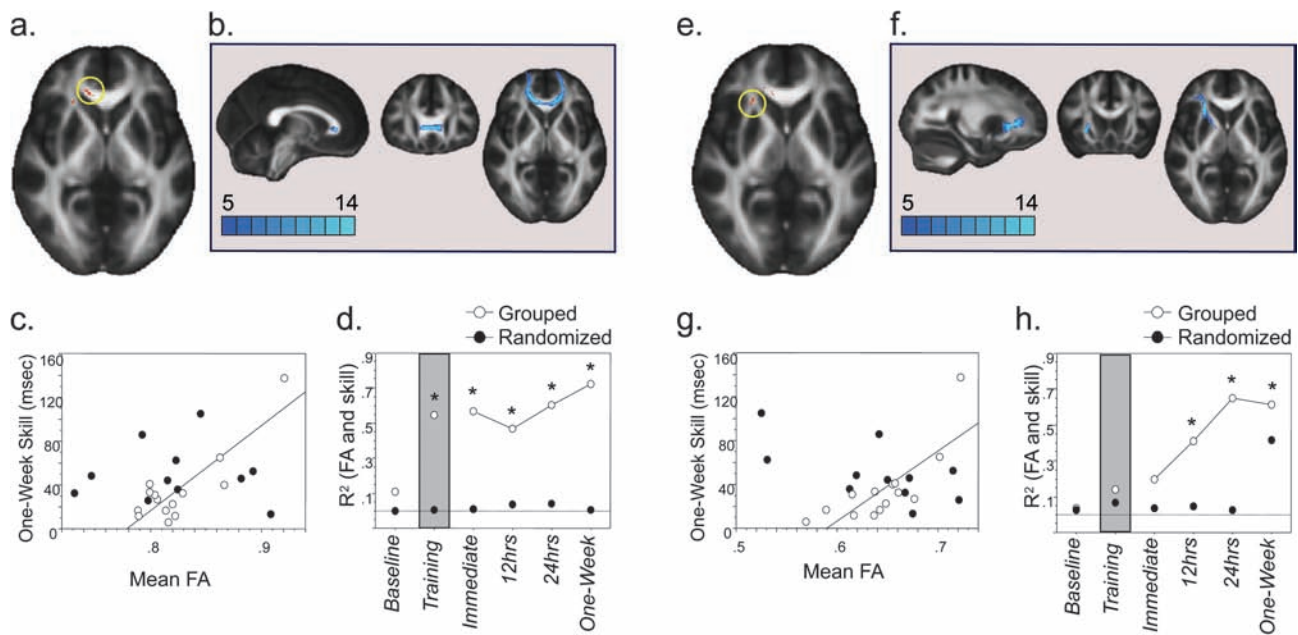 a.
b.
5 14
e.
f.
5 14
c.
One-Week Skill (msec)
160
120
80
40
0
.8 .9
Mean FA
d.
Grouped
Randomized
R² (FA and skill)
.9
.7
.5
.3
.1
* * * * *
Baseline
Training
Immediate
12hrs
24hrs
One-Week
g.
One-Week Skill (msec)
160
120
80
40
0
.5 .6 .7
Mean FA
h.
Grouped
Randomized
R² (FA and skill)
.9
.7
.5
.3
.1
* * *
Baseline
Training
Immediate
12hrs
24hrs
One-Week